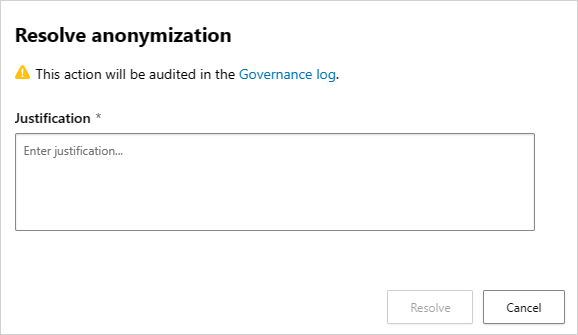 Resolve anonymization
This action will be audited in the Governance log.
Justification *
Enter justification...
Resolve
Cancel